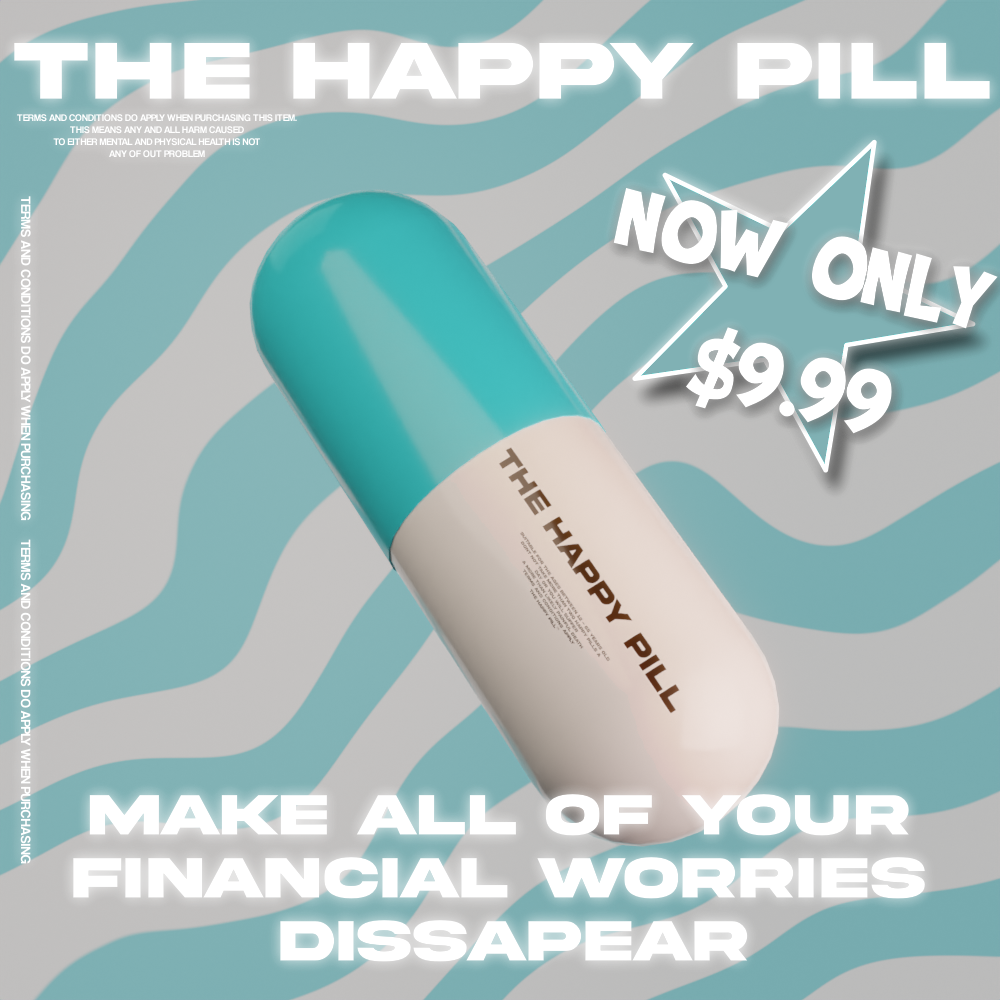 THE HAPPY PILL
TERMS AND CONDITIONS DO APPLY WHEN PURCHASING THIS ITEM.
THIS MEANS ANY AND ALL HARM CAUSED
TO EITHER MENTAL AND PHYSICAL HEALTH IS NOT
ANY OF OUT PROBLEM
TERMS AND CONDITIONS DO APPLY WHEN PURCHASING
TERMS AND CONDITIONS DO APPLY WHEN PURCHASING
NOW ONLY
$9.99
THE HAPPY PILL
MAKE ALL OF YOUR
FINANCIAL WORRIES
DISSAPEAR